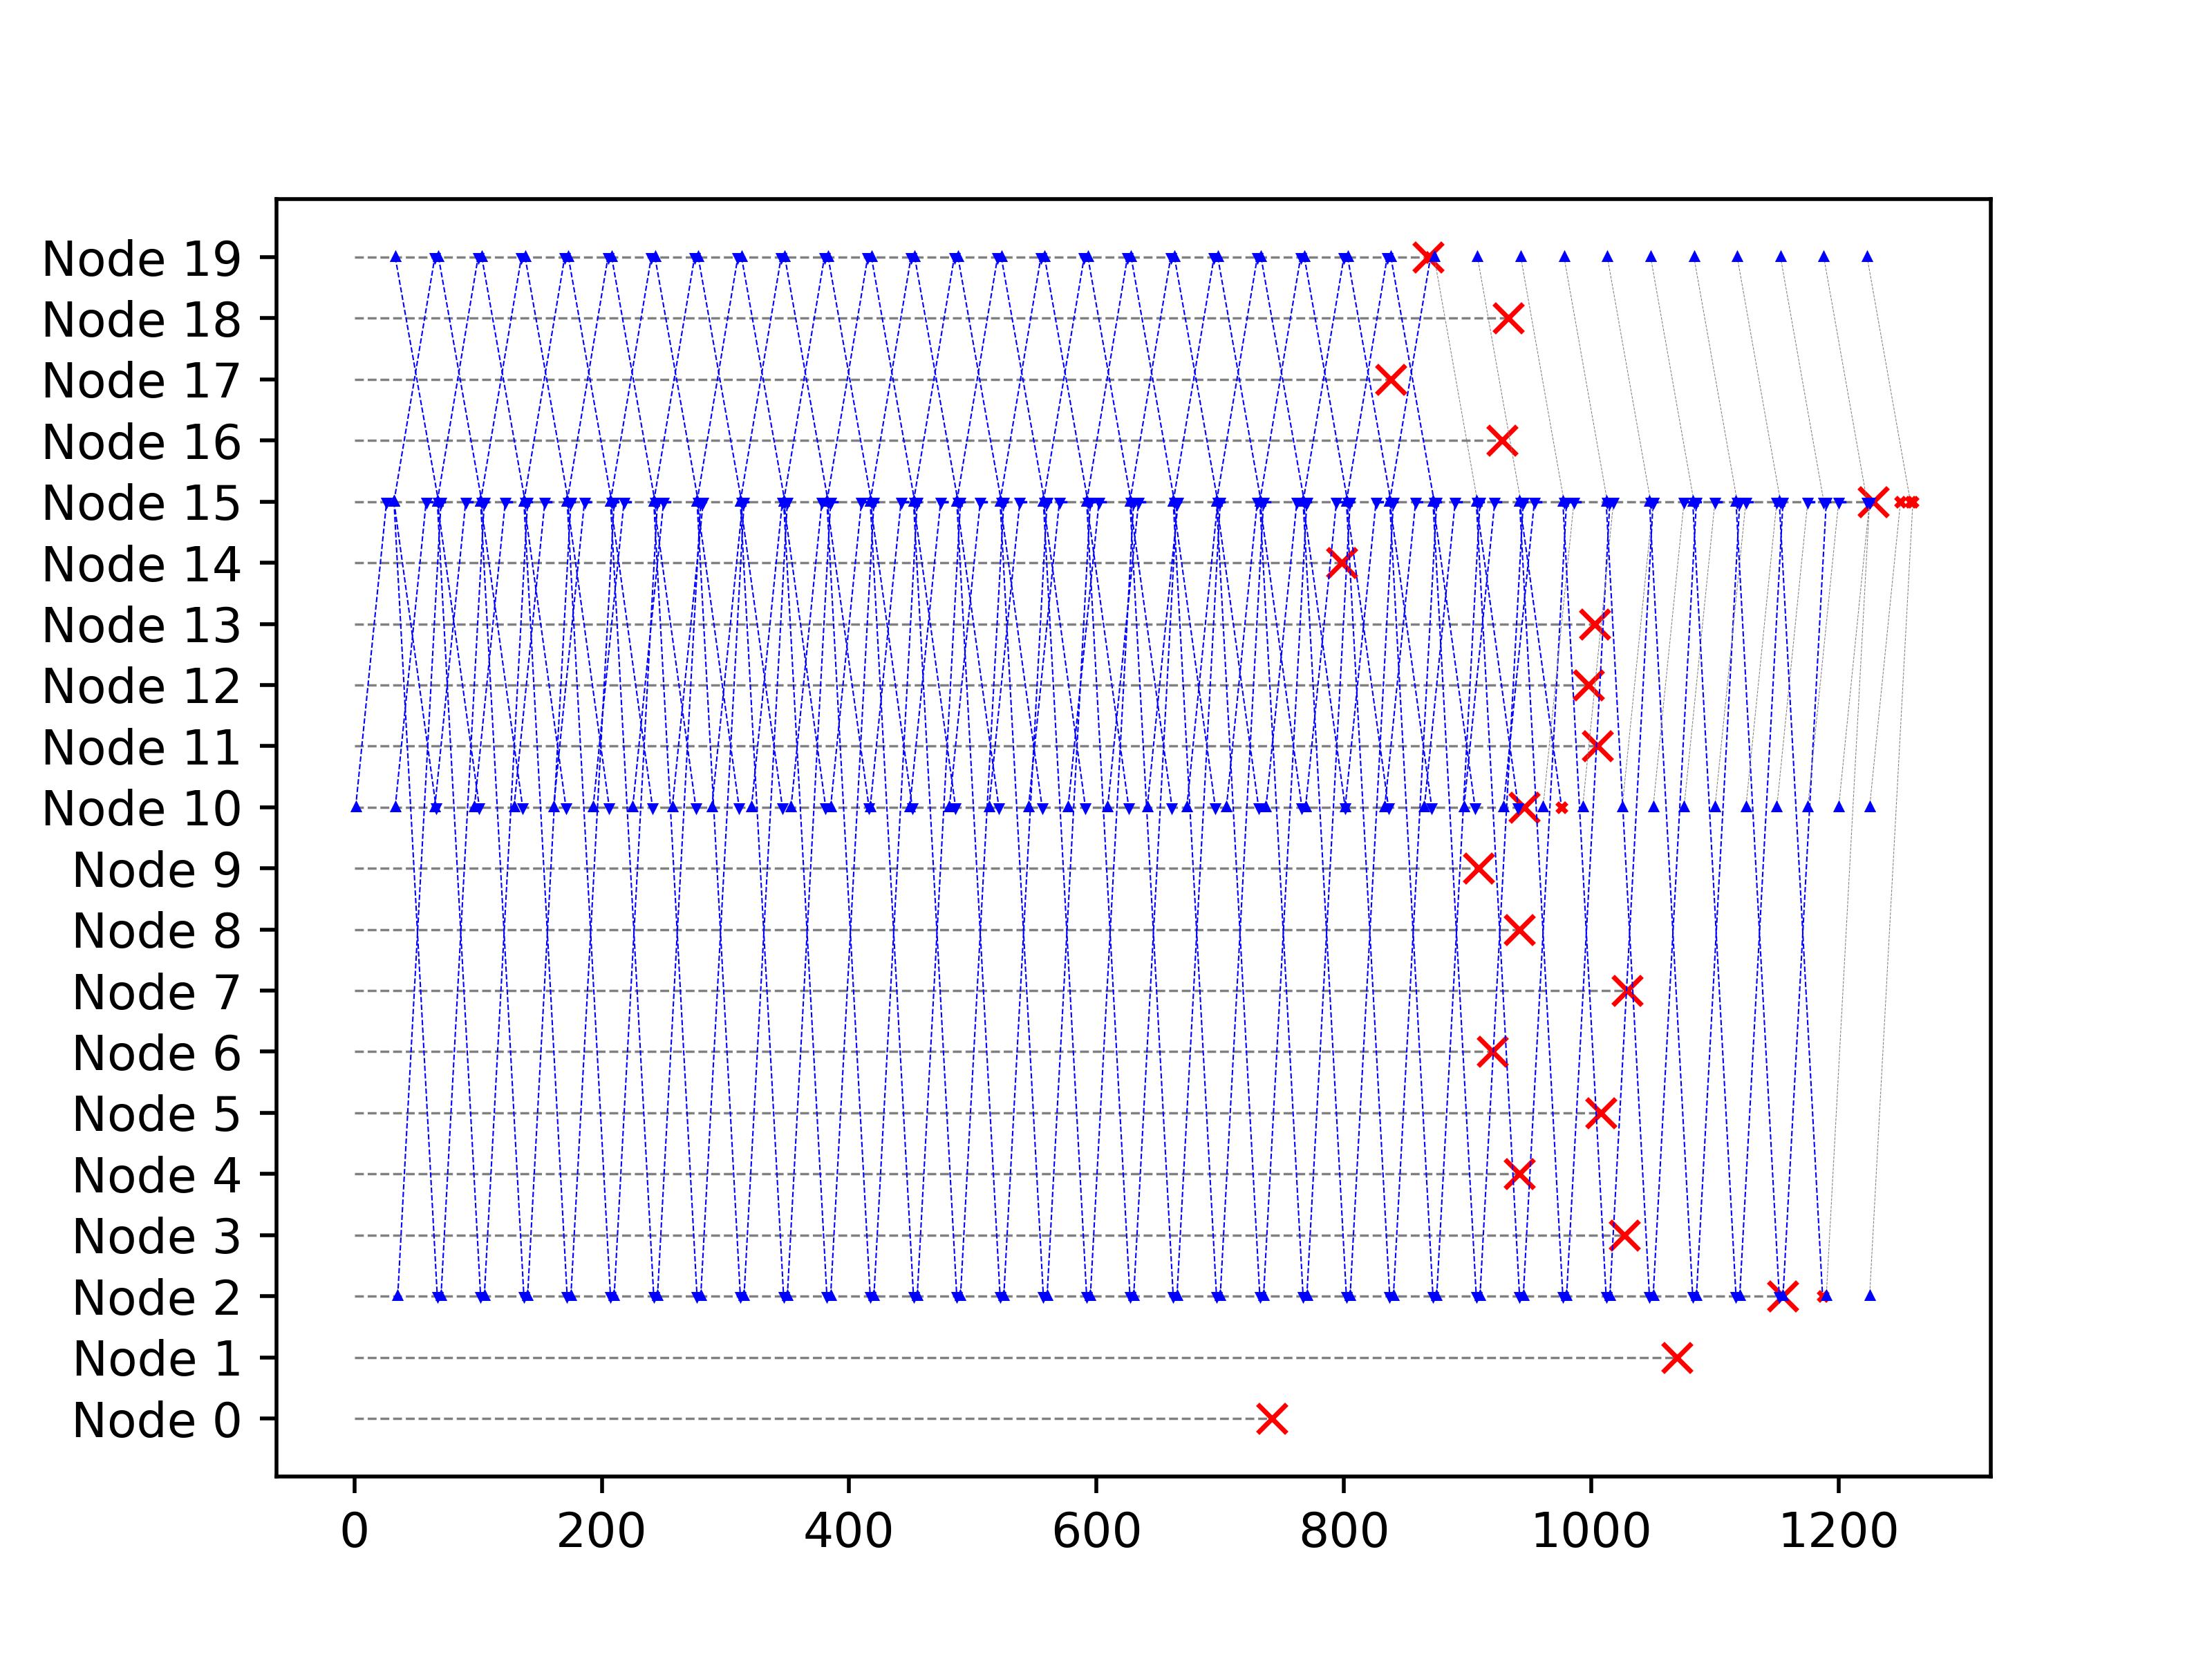 Node 19
Node 18
Node 17
Node 16
Node 15
Node 14
Node 13
Node 12
Node 11
Node 10
Node 9
Node 8
Node 7
Node 6
Node 5
Node 4
Node 3
Node 2
Node 1
Node 0
0 200 400 600 800 1000 1200